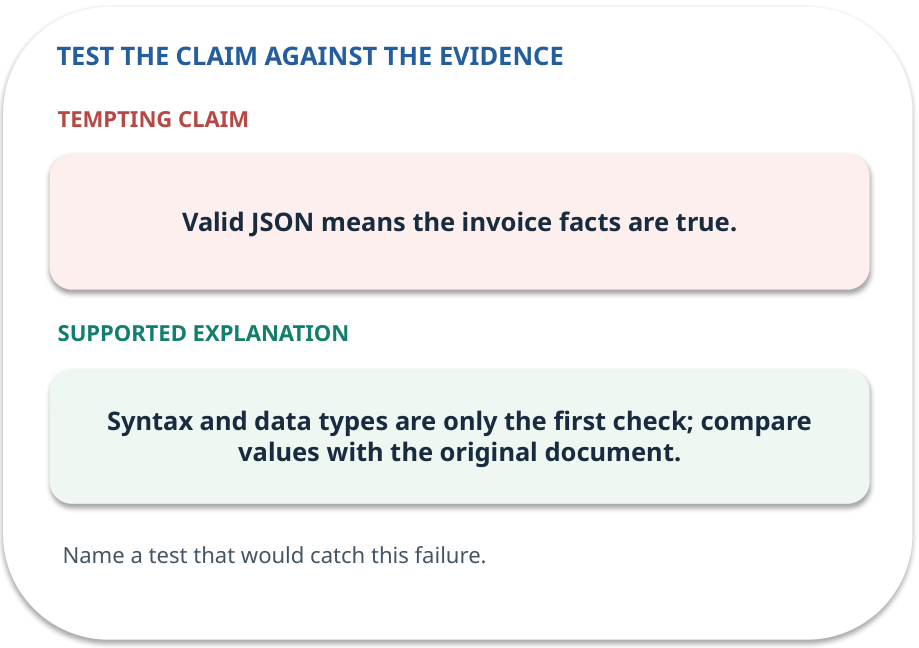 TEST THE CLAIM AGAINST THE EVIDENCE
TEMPTING CLAIM
Valid JSON means the invoice facts are true.
SUPPORTED EXPLANATION
Syntax and data types are only the first check; compare
values with the original document.
Name a test that would catch this failure.